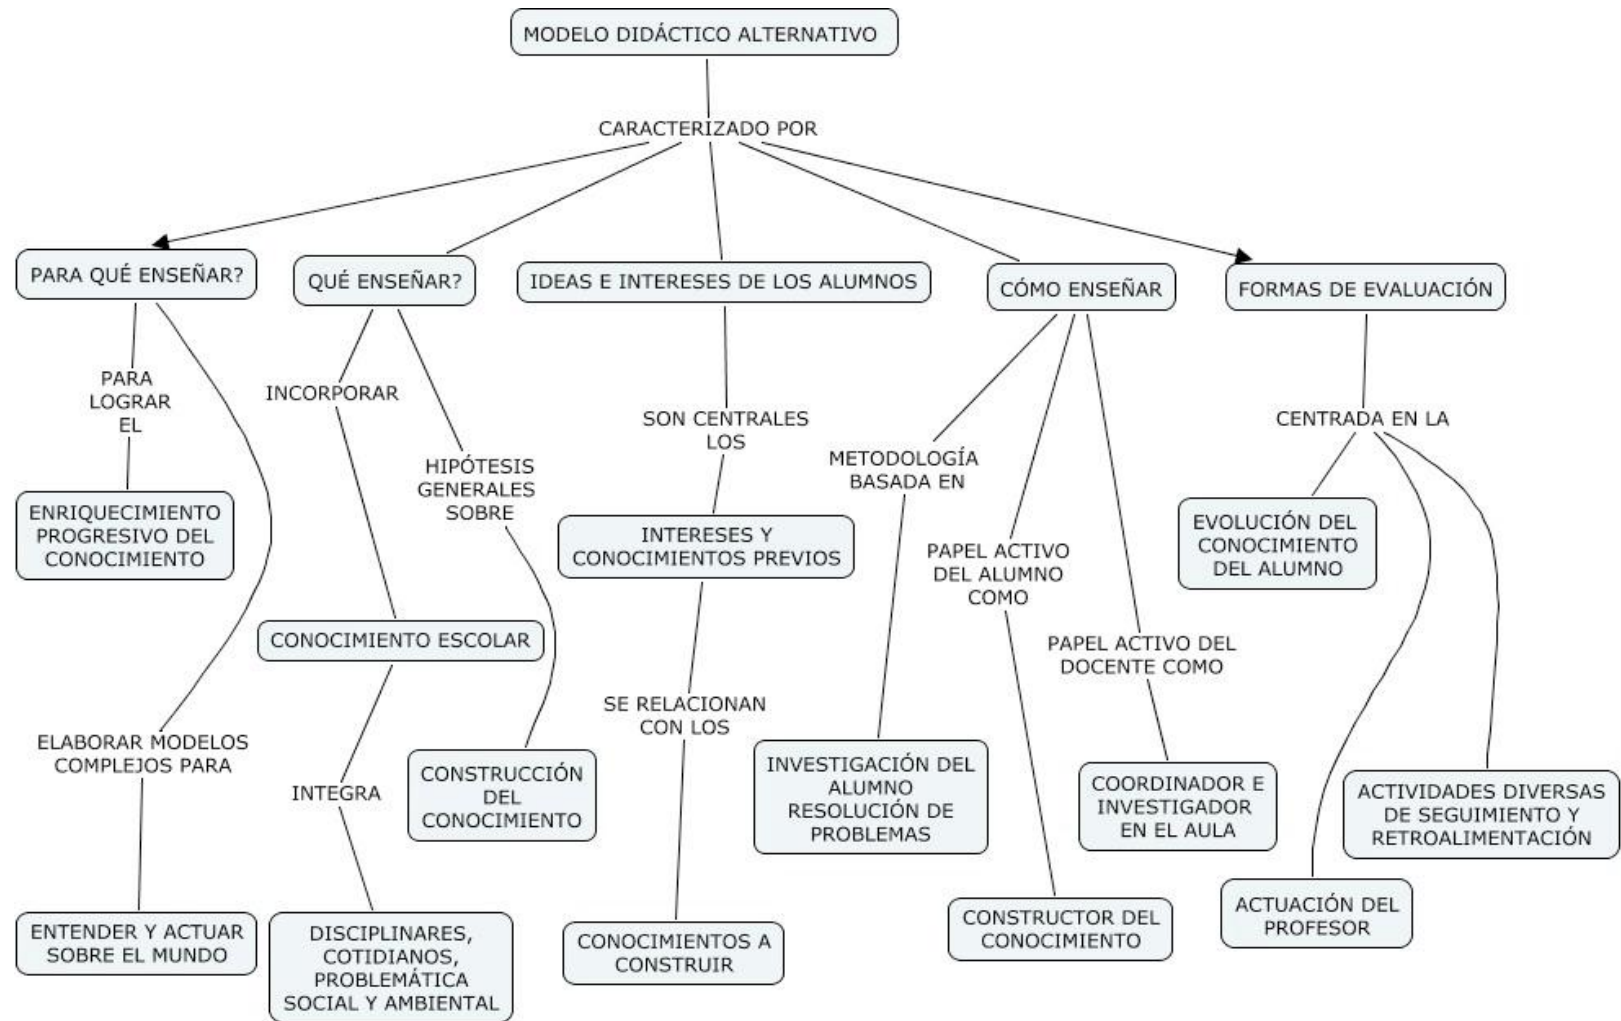 MODELO DIDÁCTICO ALTERNATIVO
CARACTERIZADO POR
PARA QUÉ ENSEÑAR?
QUÉ ENSEÑAR?
IDEAS E INTERESES DE LOS ALUMNOS
CÓMO ENSEÑAR
FORMAS DE EVALUACIÓN
PARA
LOGRAR
EL
ENRIQUECIMIENTO
PROGRESIVO DEL
CONOCIMIENTO
ELABORAR MODELOS
COMPLEJOS PARA
ENTENDER Y ACTUAR
SOBRE EL MUNDO
INCORPORAR
CONOCIMIENTO ESCOLAR
INTEGRA
DISCIPLINARES,
COTIDIANOS,
PROBLEMÁTICA
SOCIAL Y AMBIENTAL
HIPÓTESIS
GENERALES
SOBRE
CONSTRUCCIÓN
DEL
CONOCIMIENTO
SON CENTRALES
LOS
INTERESES Y
CONOCIMIENTOS PREVIOS
SE RELACIONAN
CON LOS
CONOCIMIENTOS A
CONSTRUIR
METODOLOGÍA
BASADA EN
INVESTIGACIÓN DEL
ALUMNO
RESOLUCIÓN DE
PROBLEMAS
PAPEL ACTIVO
DEL ALUMNO
COMO
CONSTRUCTOR DEL
CONOCIMIENTO
PAPEL ACTIVO DEL
DOCENTE COMO
COORDINADOR E
INVESTIGADOR
EN EL AULA
CENTRADA EN LA
EVOLUCIÓN DEL
CONOCIMIENTO
DEL ALUMNO
ACTUACIÓN DEL
PROFESOR
ACTIVIDADES DIVERSAS
DE SEGUIMIENTO Y
RETROALIMENTACIÓN